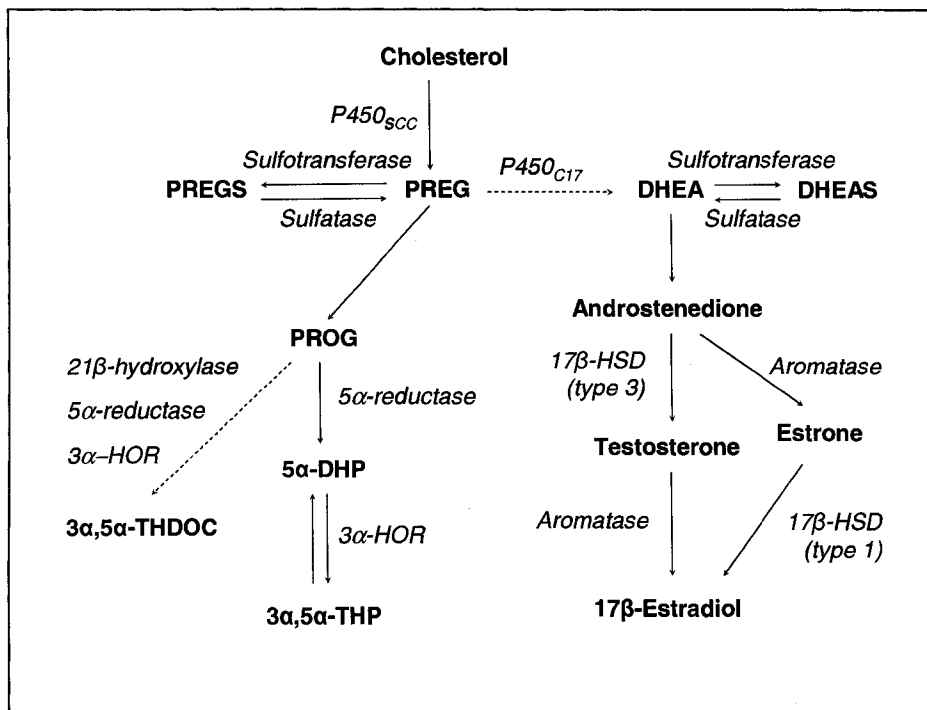 Cholesterol
P450SCC
Sulfotransferase
P450C17
Sulfotransferase
PREGS
PREG
DHEA
DHEAS
Sulfatase
Sulfatase
Androstenedione
PROG
21β-hydroxylase
17β-HSD
(type 3)
Aromatase
5α-reductase
5α-reductase
3α–HOR
Testosterone
Estrone
5α-DHP
3α,5α-THDOC
3α-HOR
Aromatase
17β-HSD
(type 1)
3α,5α-THP
17β-Estradiol